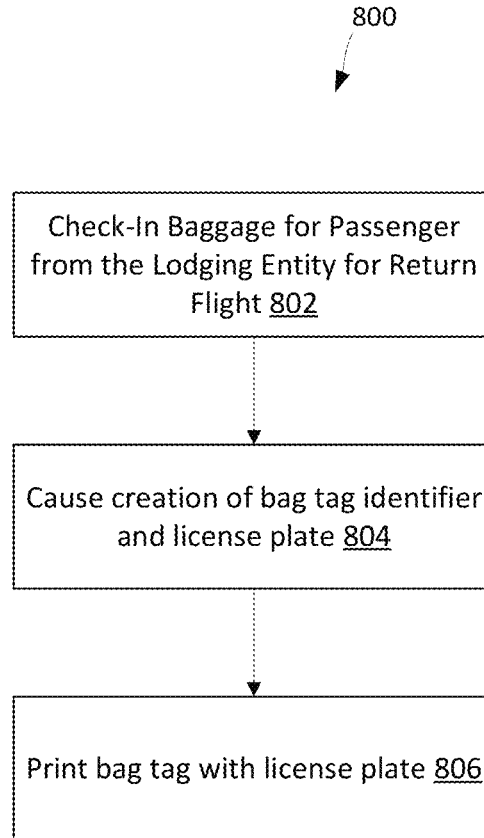 800
Check-In Baggage for Passenger
from the Lodging Entity for Return
Flight 802
Cause creation of bag tag identifier
and license plate 804
Print bag tag with license plate 806